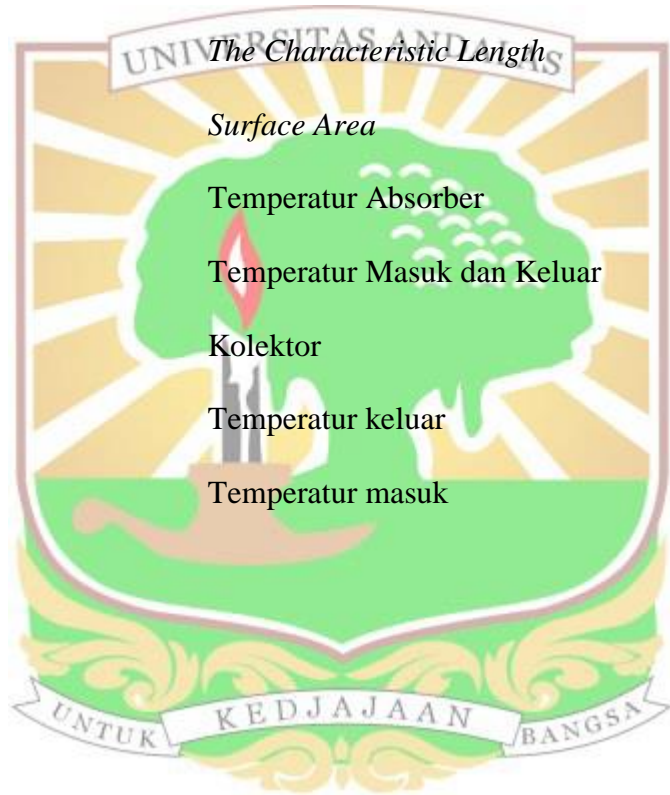 UNIVERSITAS ANDALAS
The Characteristic Length
Surface Area
Temperatur Absorber
Temperatur Masuk dan Keluar
Kolektor
Temperatur keluar
Temperatur masuk
UNTUK KEDJAJAAN BANGSA